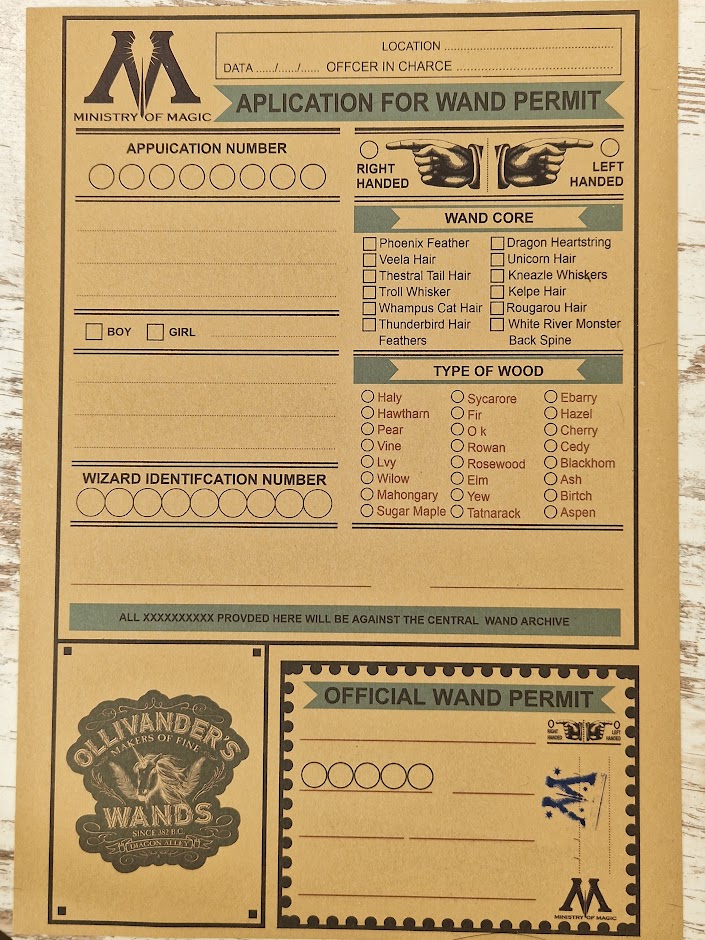 LOCATION
DATA ....../....../...... OFFCER IN CHARCE
MINISTRY OF MAGIC
APLICATION FOR WAND PERMIT
APPUICATION NUMBER
BOY GIRL
WIZARD IDENTIFCATION NUMBER
RIGHT HANDED
LEFT HANDED
WAND CORE
Phoenix Feather Dragon Heartstring
Veela Hair Unicorn Hair
Thestral Tail Hair Kneazle Whiskers
Troll Whisker Kelpe Hair
Whampus Cat Hair Rougarou Hair
Thunderbird Hair White River Monster
Feathers Back Spine
TYPE OF WOOD
Haly Sycarore Ebarry
Hawtharn Fir Hazel
Pear O k Cherry
Vine Rowan Cedy
Lvy Rosewood Blackhom
Wilow Elm Ash
Mahongary Yew Birtch
Sugar Maple Tatnarack Aspen
ALL XXXXXXXXXX PROVDED HERE WILL BE AGAINST THE CENTRAL WAND ARCHIVE
OLLIVANDER'S
MAKERS OF FINE
WANDS
SINCE 382 B.C.
DIAGON ALLEY
OFFICIAL WAND PERMIT
RIGHT HANDED
LEFT HANDED
M
MINISTRY OF MAGIC